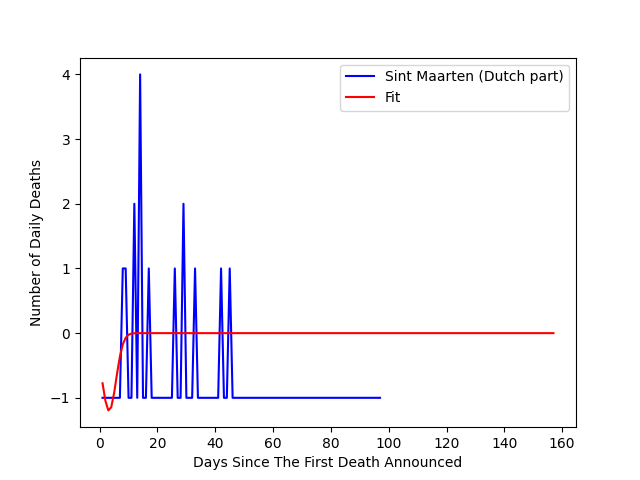 Sint Maarten (Dutch part)
Fit
4
3
2
1
0
−1
Number of Daily Deaths
0 20 40 60 80 100 120 140 160
Days Since The First Death Announced